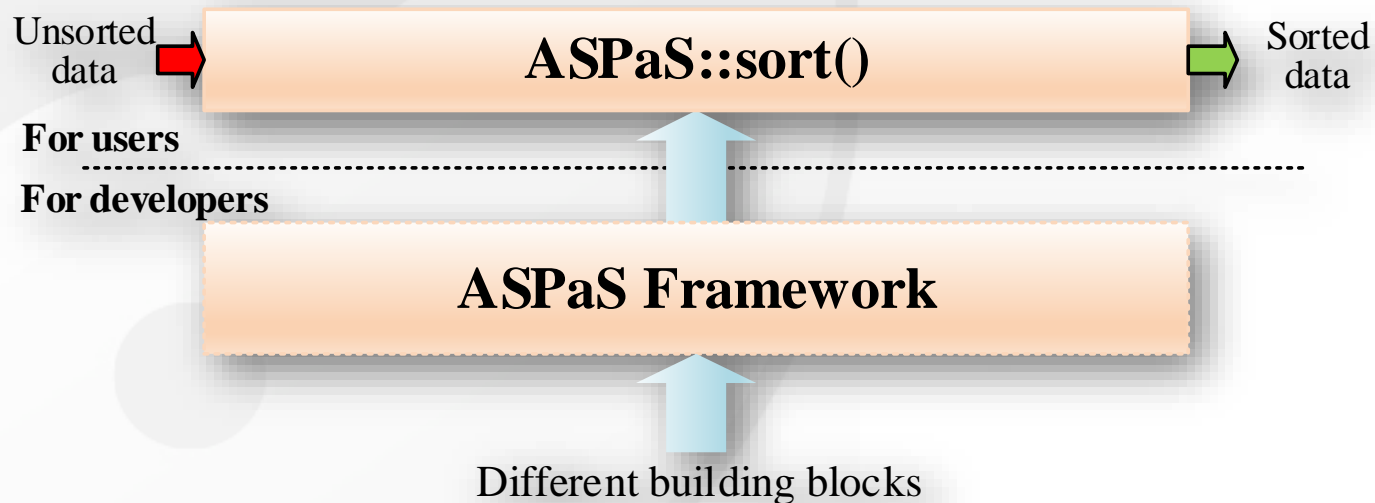 Unsorted
data
ASPaS::sort()
Sorted
data
For users
For developers
ASPaS Framework
Different building blocks